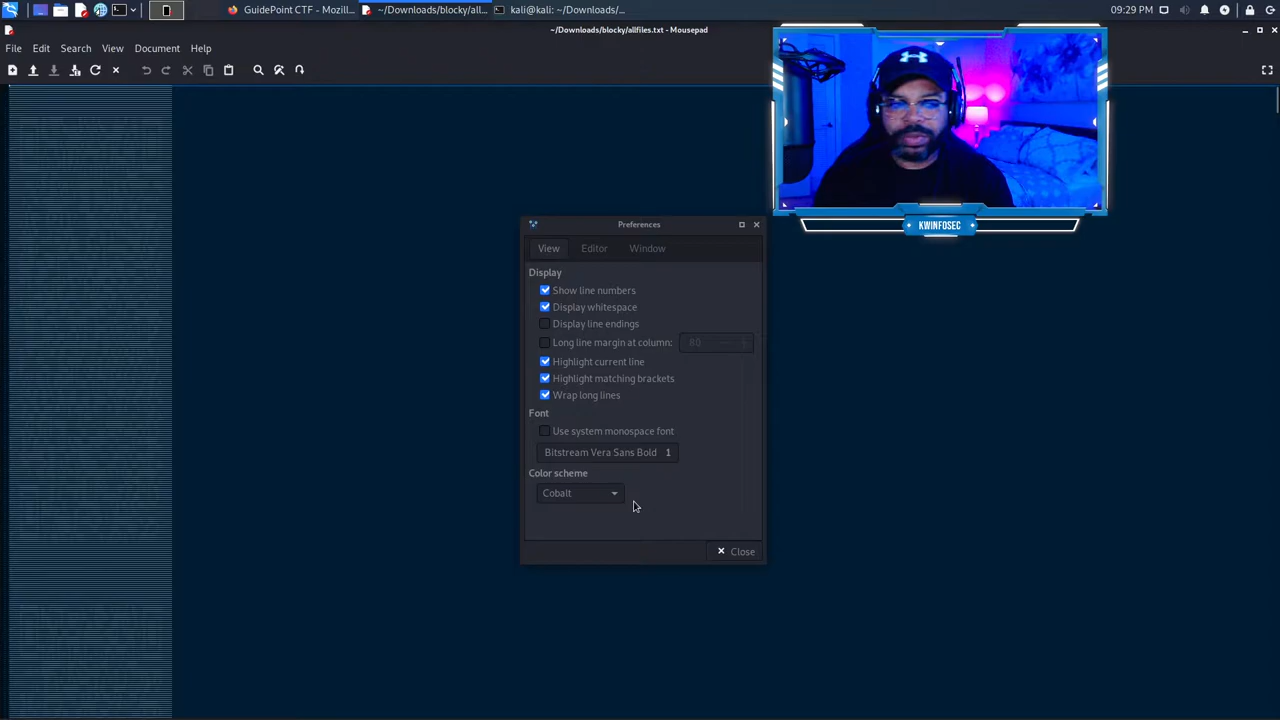 GuidePoint CTF - Mozill...
~/Downloads/blocky/all...
kali@kali: ~/Downloads/...
09:29 PM
~/Downloads/blocky/allfiles.txt - Mousepad
File Edit Search View Document Help
KWINFOSEC
Preferences
View Editor Window
Display
Show line numbers
Display whitespace
Display line endings
Long line margin at column: 80
Highlight current line
Highlight matching brackets
Wrap long lines
Font
Use system monospace font
Bitstream Vera Sans Bold 1
Color scheme
Cobalt
Close